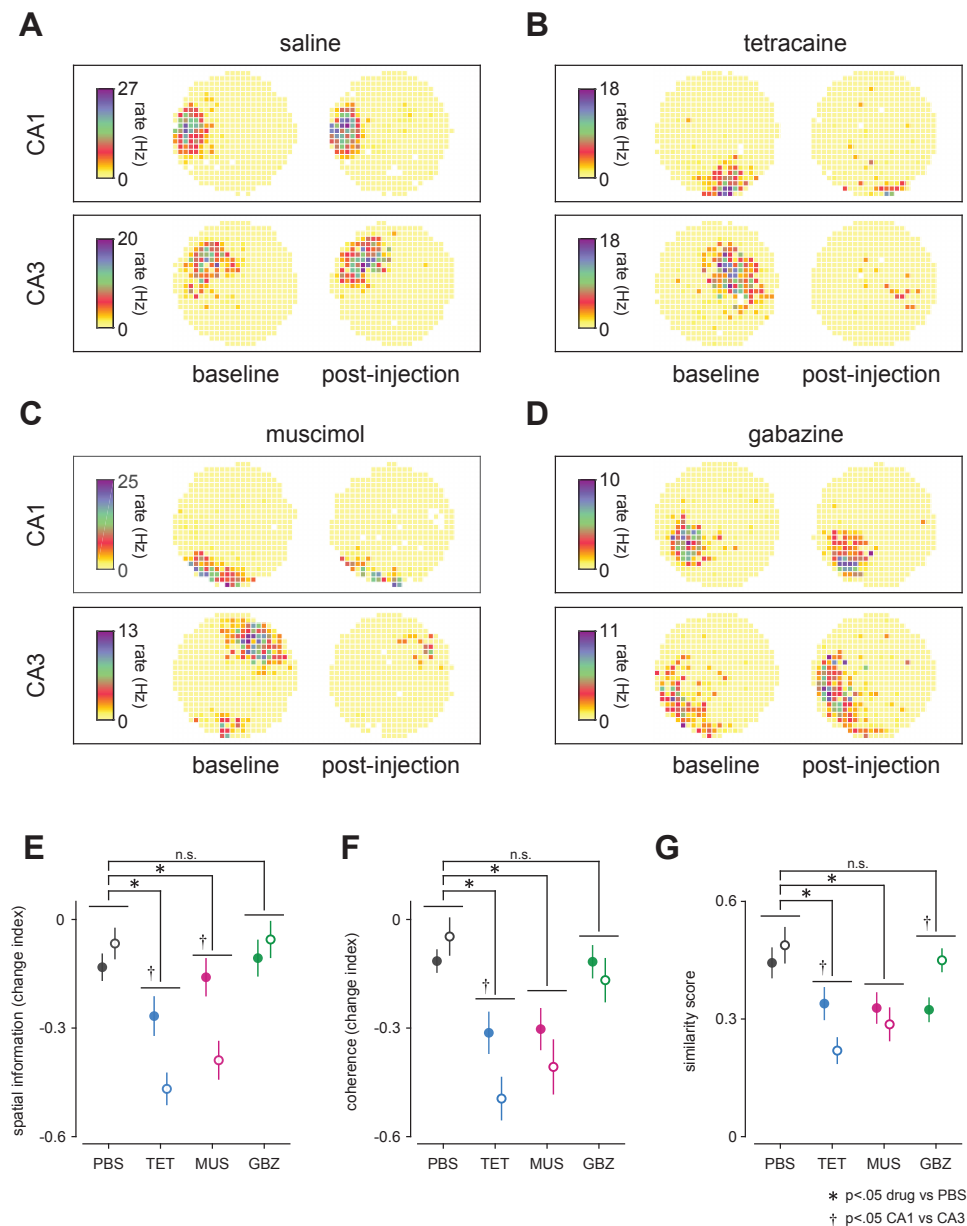 A
saline
CA1
27
rate (Hz)
0
CA3
20
rate (Hz)
0
baseline
post-injection
B
tetracaine
18
rate (Hz)
0
18
rate (Hz)
0
baseline
post-injection
C
muscimol
CA1
25
rate (Hz)
0
CA3
13
rate (Hz)
0
baseline
post-injection
D
gabazine
10
rate (Hz)
0
11
rate (Hz)
0
baseline
post-injection
E
n.s.
*
*
†
†
0
-0.3
-0.6
spatial information (change index)
PBS TET MUS GBZ
F
n.s.
*
*
†
0
-0.3
-0.6
coherence (change index)
PBS TET MUS GBZ
G
n.s.
*
*
†
†
0.6
0.3
0
similarity score
PBS TET MUS GBZ
* p<.05 drug vs PBS
† p<.05 CA1 vs CA3